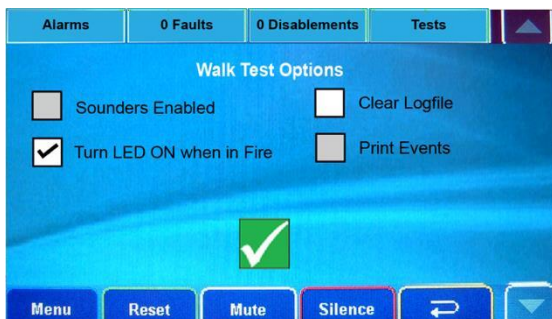 Alarms 0 Faults 0 Disablements Tests
Walk Test Options
Sounders Enabled Clear Logfile
Turn LED ON when in Fire Print Events
Menu Reset Mute Silence